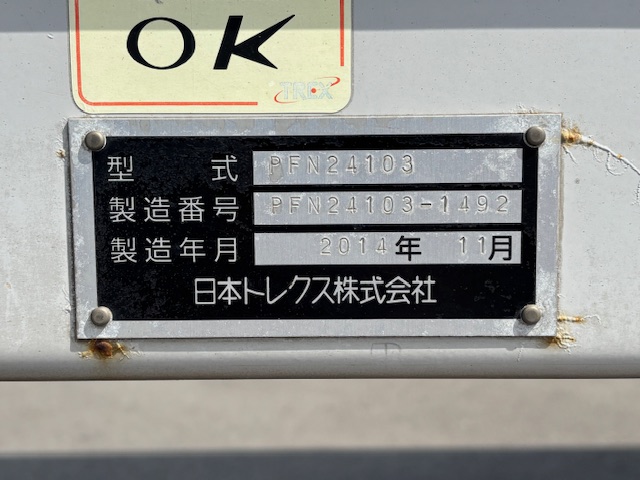 OK
TREX
型式 PFN24103
製造番号 PFN24103-1492
製造年月 2014年 11月
日本トレクス株式会社